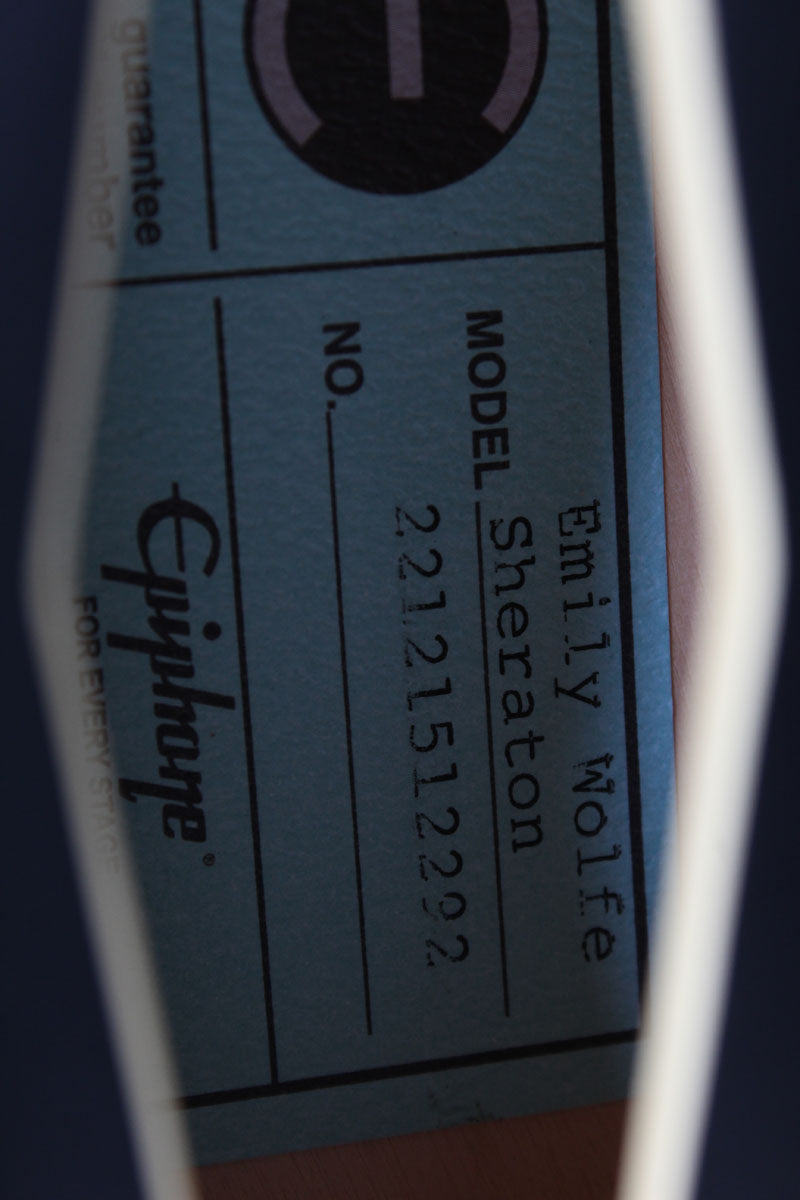 guarantee
Emily Wolfe
MODEL Sheraton
22121512292
NO.
Epiphone®
FOR EVERY STAGE